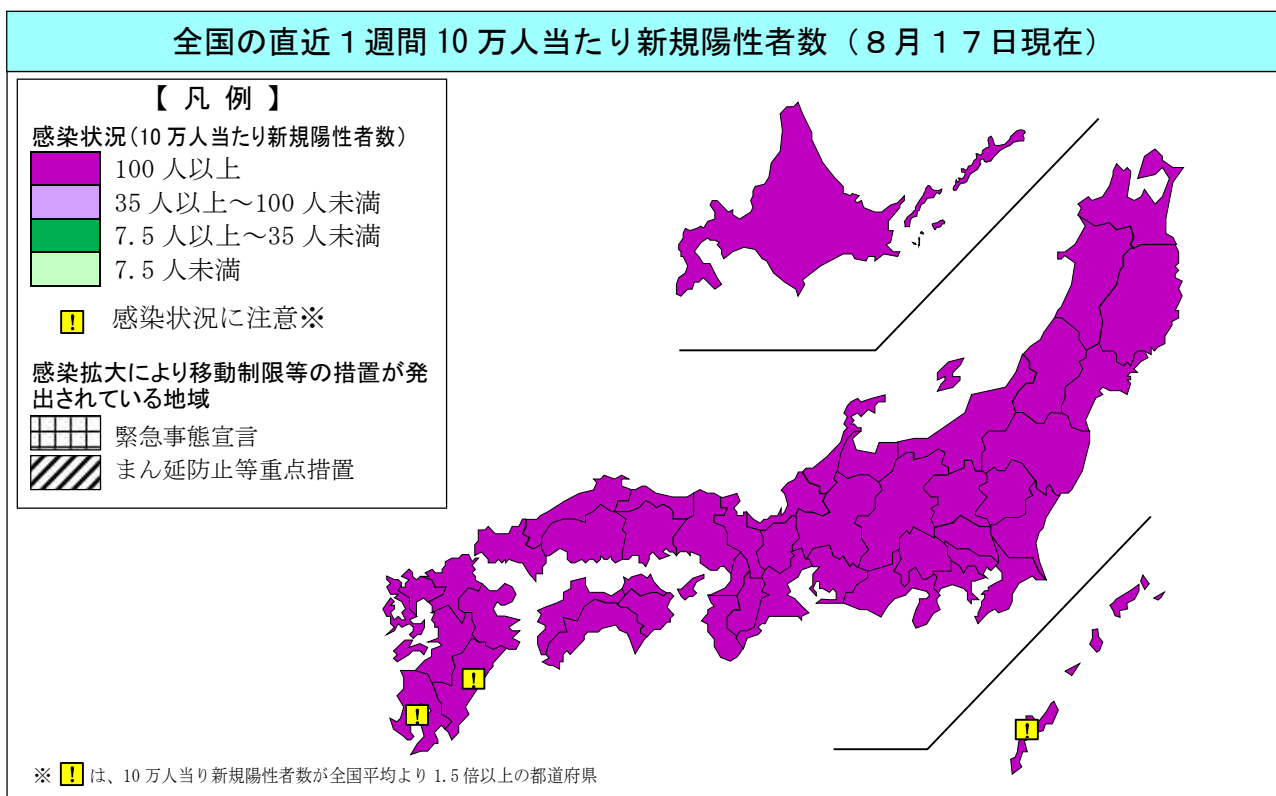 全国の直近１週間 10 万人当たり新規陽性者数（８月１７日現在）
【 凡 例 】
感染状況（10 万人当たり新規陽性者数）
100 人以上
35 人以上～100 人未満
7.5 人以上～35 人未満
7.5 人未満
! 感染状況に注意※
感染拡大により移動制限等の措置が発
出されている地域
緊急事態宣言
まん延防止等重点措置
!
!
!
※ ! は、10 万人当り新規陽性者数が全国平均より 1.5 倍以上の都道府県